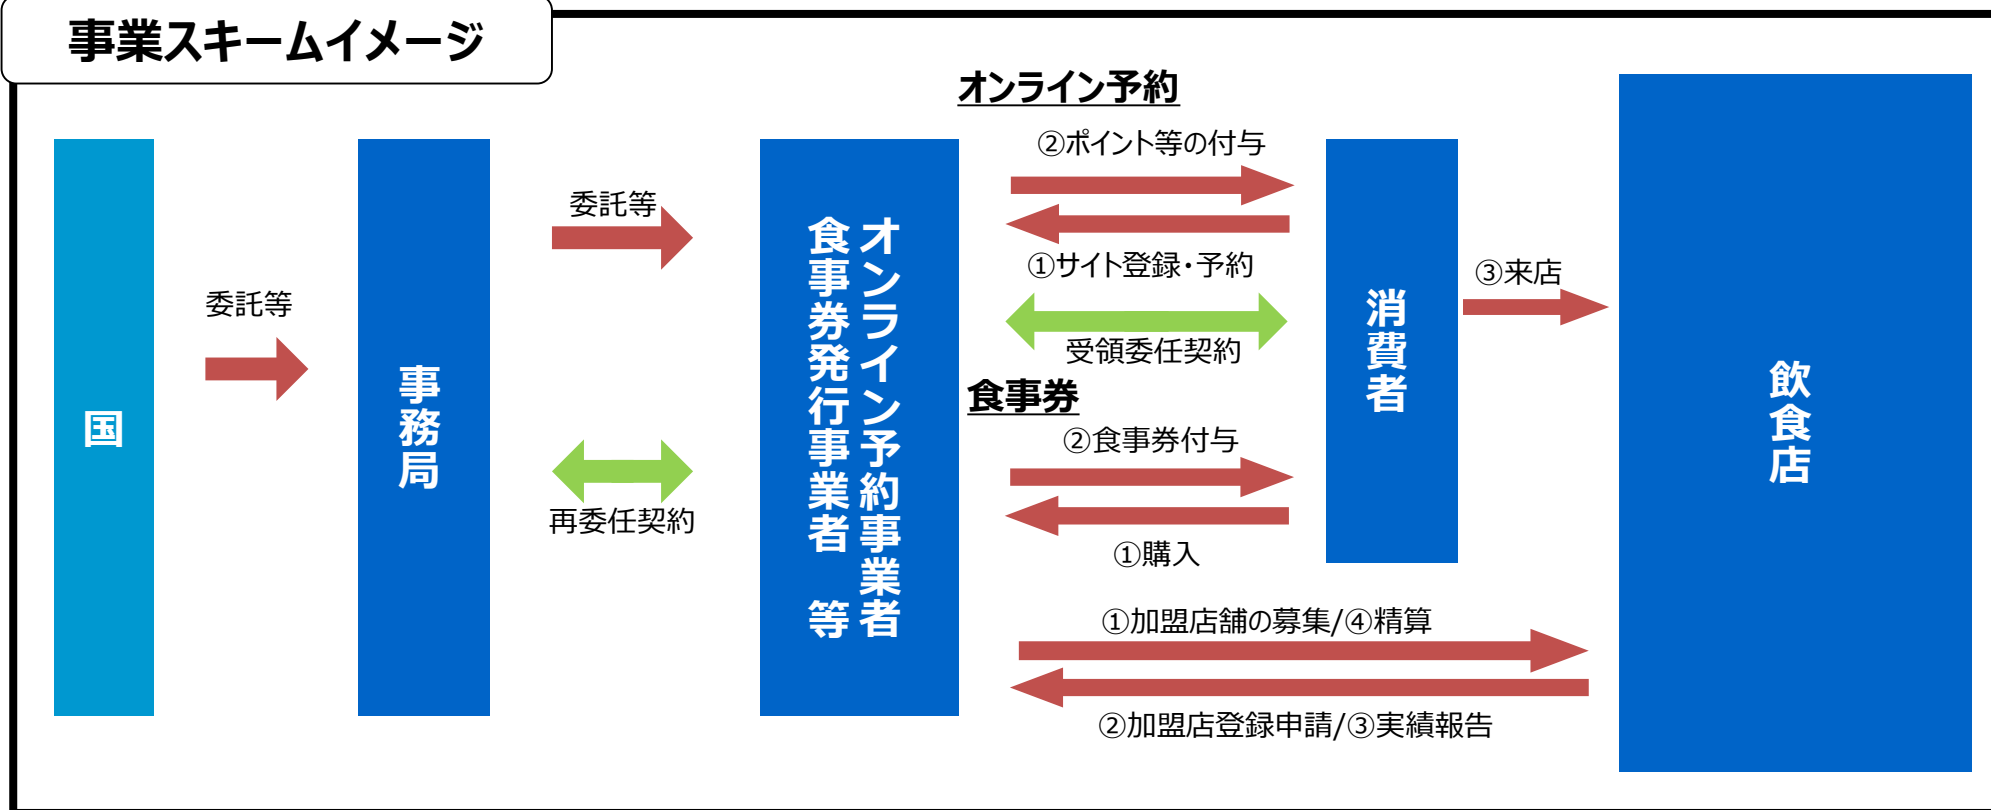 事業スキームイメージ
国
委託等
事務局
委託等
再委任契約
オンライン予約事業者
食事券発行事業者 等
オンライン予約
②ポイント等の付与
①サイト登録・予約
受領委任契約
食事券
②食事券付与
①購入
消費者
③来店
飲食店
①加盟店舗の募集/④精算
②加盟店登録申請/③実績報告